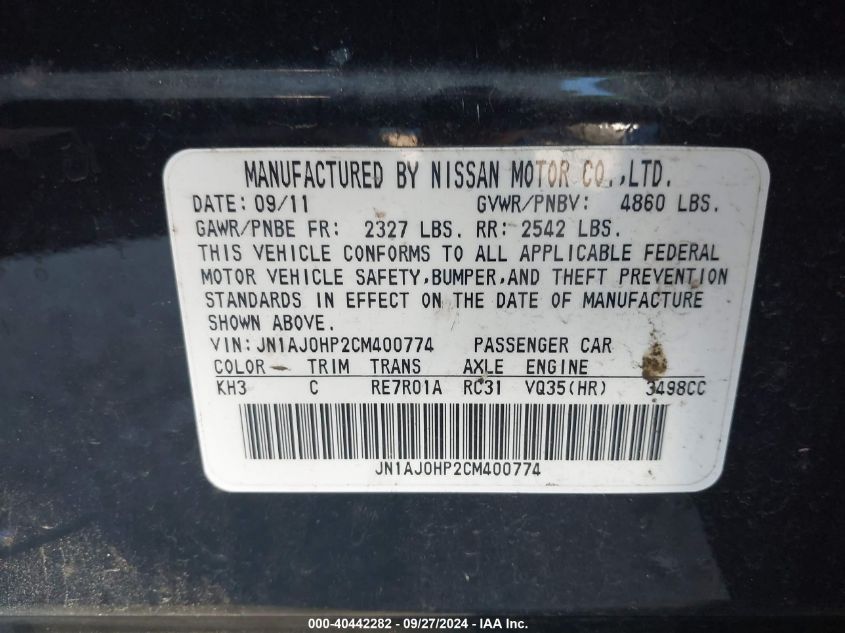 MANUFACTURED BY NISSAN MOTOR CO.,LTD.
DATE: 09/11 GVWR/PNBV: 4860 LBS.
GAWR/PNBE FR: 2327 LBS. RR: 2542 LBS.
THIS VEHICLE CONFORMS TO ALL APPLICABLE FEDERAL
MOTOR VEHICLE SAFETY,BUMPER,AND THEFT PREVENTION
STANDARDS IN EFFECT ON THE DATE OF MANUFACTURE
SHOWN ABOVE.
VIN: JN1AJ0HP2CM400774 PASSENGER CAR
COLOR TRIM TRANS AXLE ENGINE
KH3 C RE7R01A RC31 VQ35(HR) 3498CC
JN1AJ0HP2CM400774
000-40442282 - 09/27/2024 - IAA Inc.